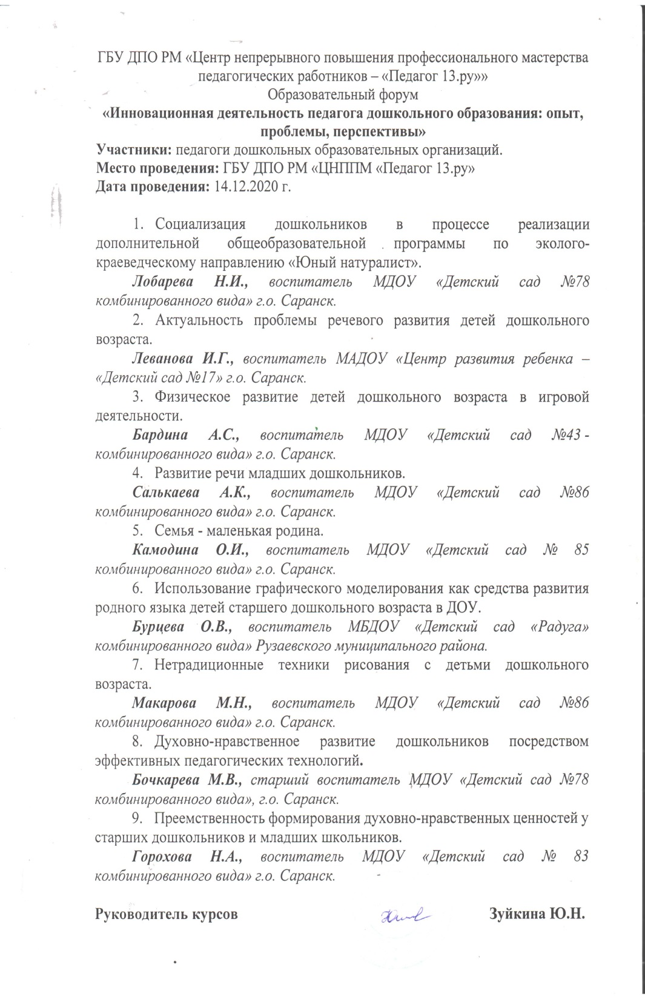 ГБУ ДПО РМ «Центр непрерывного повышения профессионального мастерства
педагогических работников – «Педагог 13.ру»»
Образовательный форум
«Инновационная деятельность педагога дошкольного образования: опыт,
проблемы, перспективы»
Участники: педагоги дошкольных образовательных организаций.
Место проведения: ГБУ ДПО РМ «ЦНППМ «Педагог 13.ру»
Дата проведения: 14.12.2020 г.
1. Социализация дошкольников в процессе реализации
дополнительной общеобразовательной программы по эколого-
краеведческому направлению «Юный натуралист».
Лобарева Н.И., воспитатель МДОУ «Детский сад №78
комбинированного вида» г.о. Саранск.
2. Актуальность проблемы речевого развития детей дошкольного
возраста.
Леванова И.Г., воспитатель МАДОУ «Центр развития ребенка –
«Детский сад №17» г.о. Саранск.
3. Физическое развитие детей дошкольного возраста в игровой
деятельности.
Бардина А.С., воспитатель МДОУ «Детский сад №43 -
комбинированного вида» г.о. Саранск.
4. Развитие речи младших дошкольников.
Салькаева А.К., воспитатель МДОУ «Детский сад №86
комбинированного вида» г.о. Саранск.
5. Семья - маленькая родина.
Камодина О.И., воспитатель МДОУ «Детский сад № 85
комбинированного вида» г.о. Саранск.
6. Использование графического моделирования как средства развития
родного языка детей старшего дошкольного возраста в ДОУ.
Бурцева О.В., воспитатель МБДОУ «Детский сад «Радуга»
комбинированного вида» Рузаевского муниципального района.
7. Нетрадиционные техники рисования с детьми дошкольного
возраста.
Макарова М.Н., воспитатель МДОУ «Детский сад №86
комбинированного вида» г.о. Саранск.
8. Духовно-нравственное развитие дошкольников посредством
эффективных педагогических технологий.
Бочкарева М.В., старший воспитатель МДОУ «Детский сад №78
комбинированного вида», г.о. Саранск.
9. Преемственность формирования духовно-нравственных ценностей у
старших дошкольников и младших школьников.
Горохова Н.А., воспитатель МДОУ «Детский сад № 83
комбинированного вида» г.о. Саранск.
Руководитель курсов Зуйкина Ю.Н.